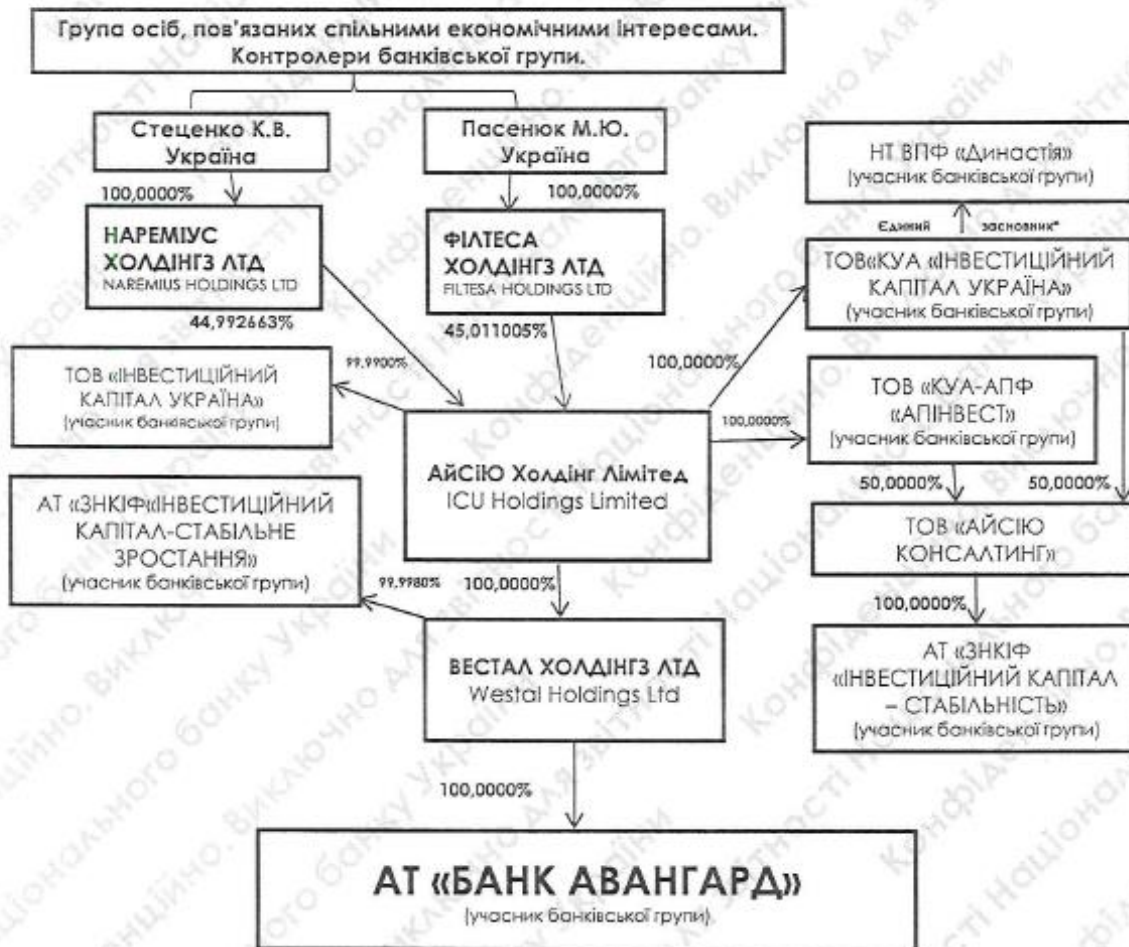 Група осіб, пов'язаних спільними економічними інтересами.
Контролери банківської групи.
Стеценко К.В.
Україна
Пасенюк М.Ю.
Україна
100,0000%
100,0000%
НАРЕМІУС
ХОЛДІНГЗ ЛТД
NAREMIUS HOLDINGS LTD
ФІЛТЕСА
ХОЛДІНГЗ ЛТД
FILTESA HOLDINGS LTD
44,992663%
45,011005%
НТ ВПФ «Династія»
(учасник банківської групи)
Єдиний засновник*
ТОВ«КУА «ІНВЕСТИЦІЙНИЙ
КАПІТАЛ УКРАЇНА»
(учасник банківської групи)
99,9900%
100,0000%
ТОВ «ІНВЕСТИЦІЙНИЙ
КАПІТАЛ УКРАЇНА»
(учасник банківської групи)
АйСіЮ Холдінг Лімітед
ICU Holdings Limited
100,0000%
ТОВ «КУА-АПФ
«АПІНВЕСТ»
(учасник банківської групи)
50,0000%
50,0000%
АТ «ЗНКІФ«ІНВЕСТИЦІЙНИЙ
КАПІТАЛ-СТАБІЛЬНЕ
ЗРОСТАННЯ»
(учасник банківської групи)
ТОВ «АЙСІЮ
КОНСАЛТИНГ»
99,9980%
100,0000%
100,0000%
ВЕСТАЛ ХОЛДІНГЗ ЛТД
Westal Holdings Ltd
АТ «ЗНКІФ
«ІНВЕСТИЦІЙНИЙ КАПІТАЛ
– СТАБІЛЬНІСТЬ»
(учасник банківської групи)
100,0000%
АТ «БАНК АВАНГАРД»
(учасник банківської групи)